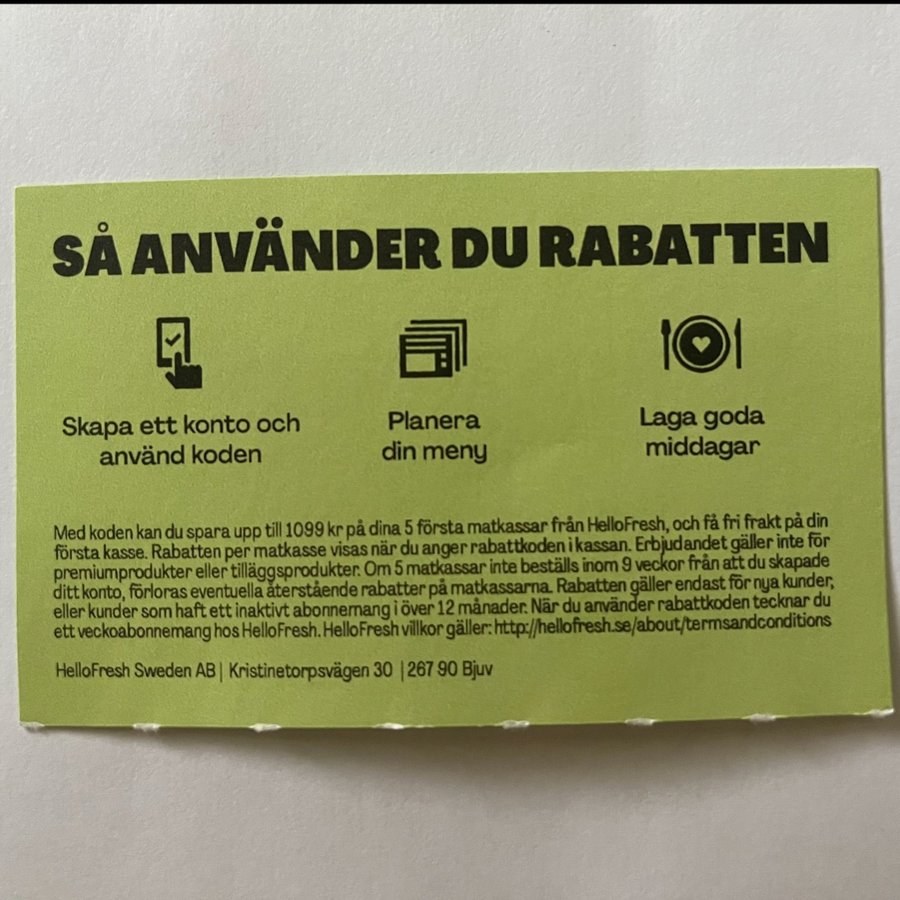 SÅ ANVÄNDER DU RABATTEN
Skapa ett konto och
använd koden
Planera
din meny
Laga goda
middagar
Med koden kan du spara upp till 1099 kr på dina 5 första matkassar från HelloFresh, och få fri frakt på din
första kasse. Rabatten per matkasse visas när du anger rabattkoden i kassan. Erbjudandet gäller inte för
premiumprodukter eller tilläggsprodukter. Om 5 matkassar inte beställs inom 9 veckor från att du skapade
ditt konto, förloras eventuella återstående rabatter på matkassarna. Rabatten gäller endast för nya kunder,
eller kunder som haft ett inaktivt abonnemang i över 12 månader. När du använder rabattkoden tecknar du
ett veckoabonnemang hos HelloFresh. HelloFresh villkor gäller: http://hellofresh.se/about/termsandconditions
HelloFresh Sweden AB | Kristinetorpsvägen 30 | 267 90 Bjuv